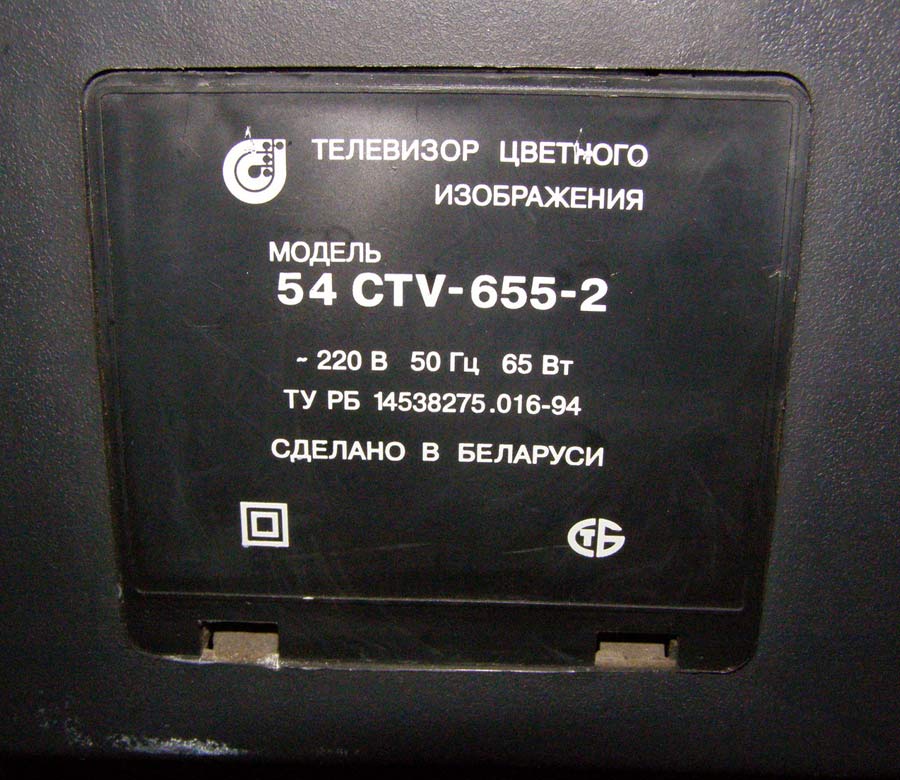 ТЕЛЕВИЗОР ЦВЕТНОГО
ИЗОБРАЖЕНИЯ
МОДЕЛЬ
54 CTV-655-2
~ 220 В 50 Гц 65 Вт
ТУ РБ 14538275.016-94
СДЕЛАНО В БЕЛАРУСИ
СТБ